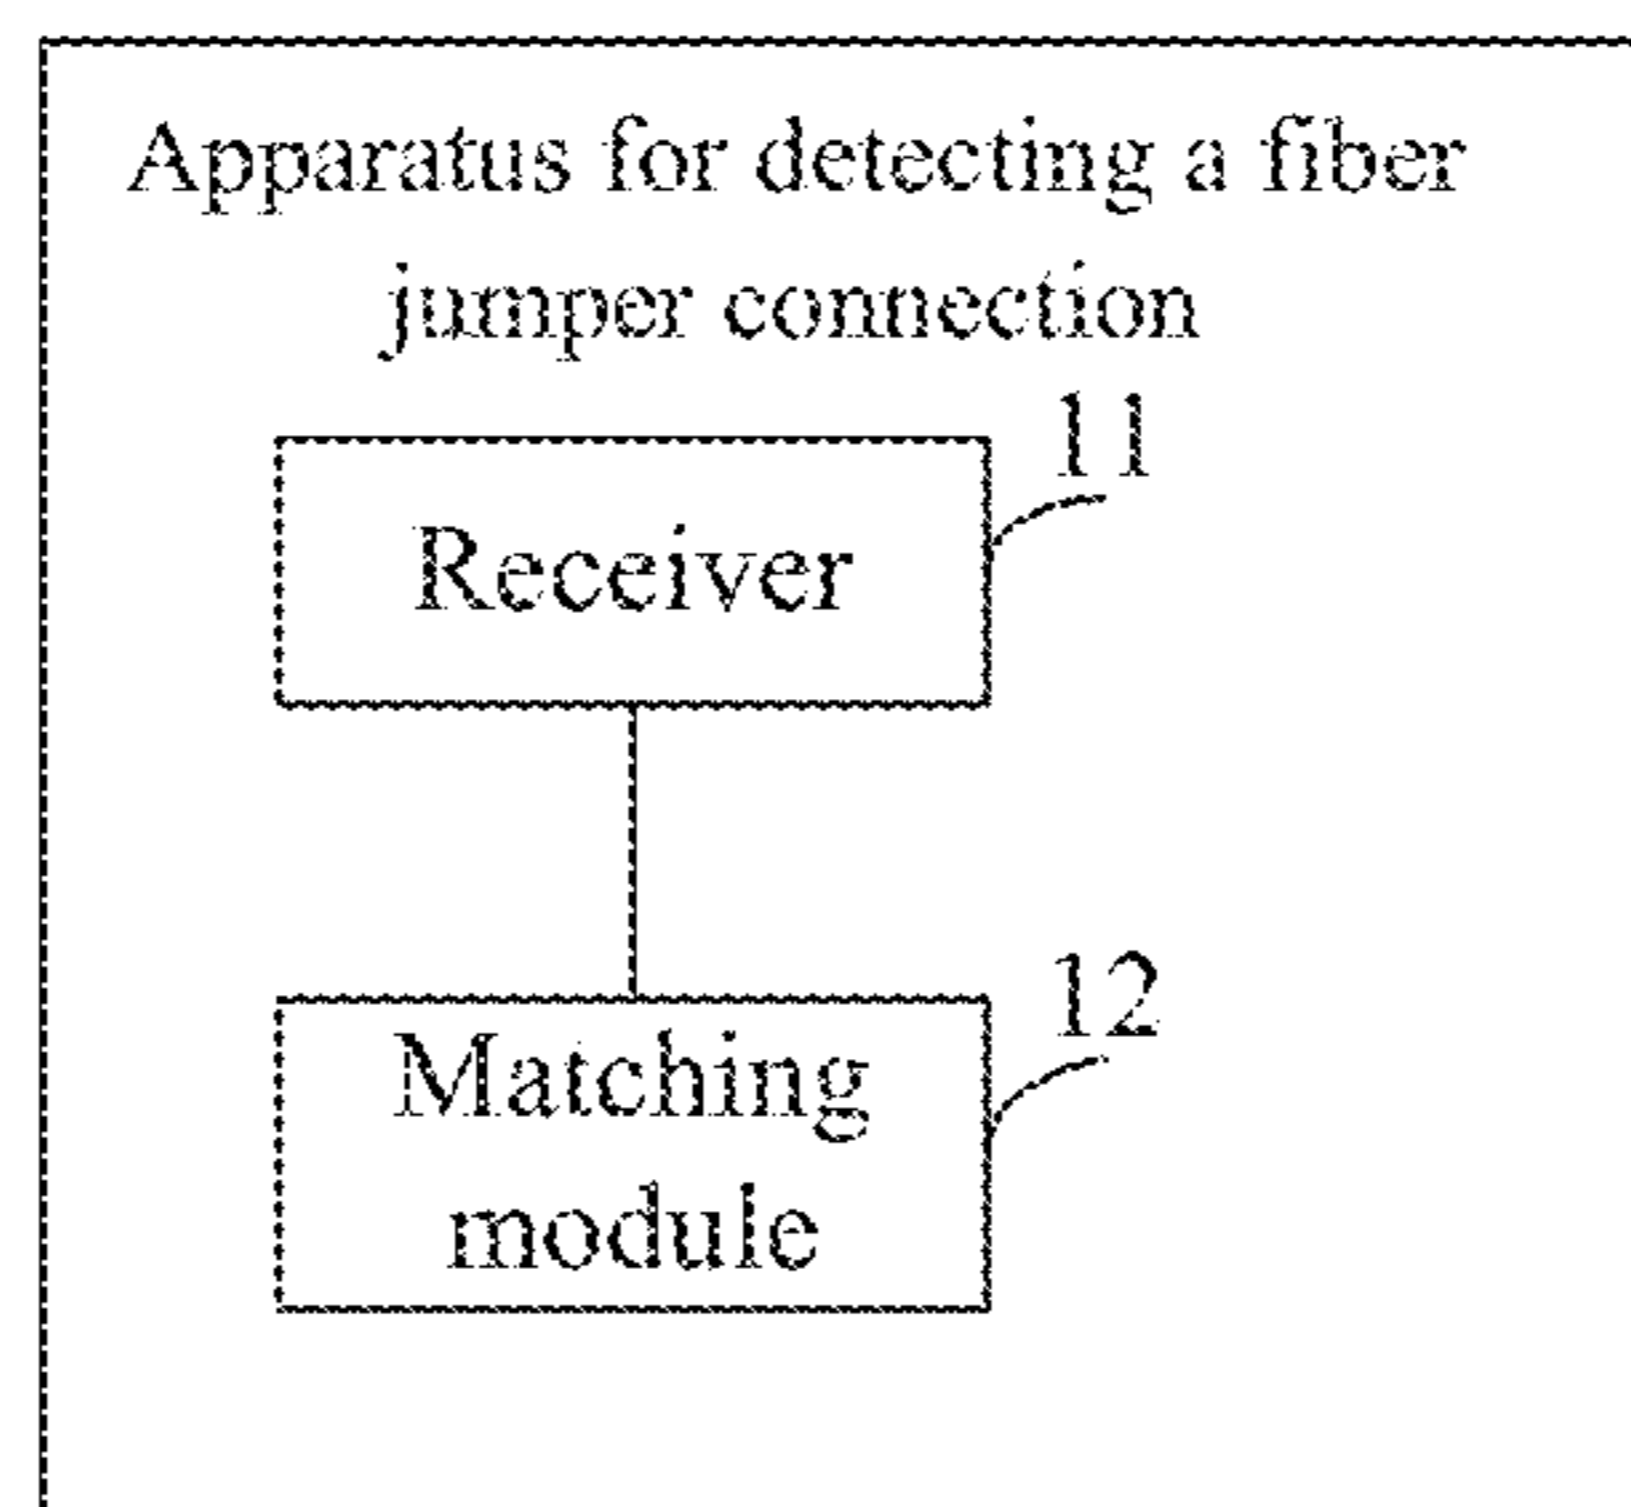 Apparatus for detecting a fiber
jumper connection
11
Receiver
12
Matching
module